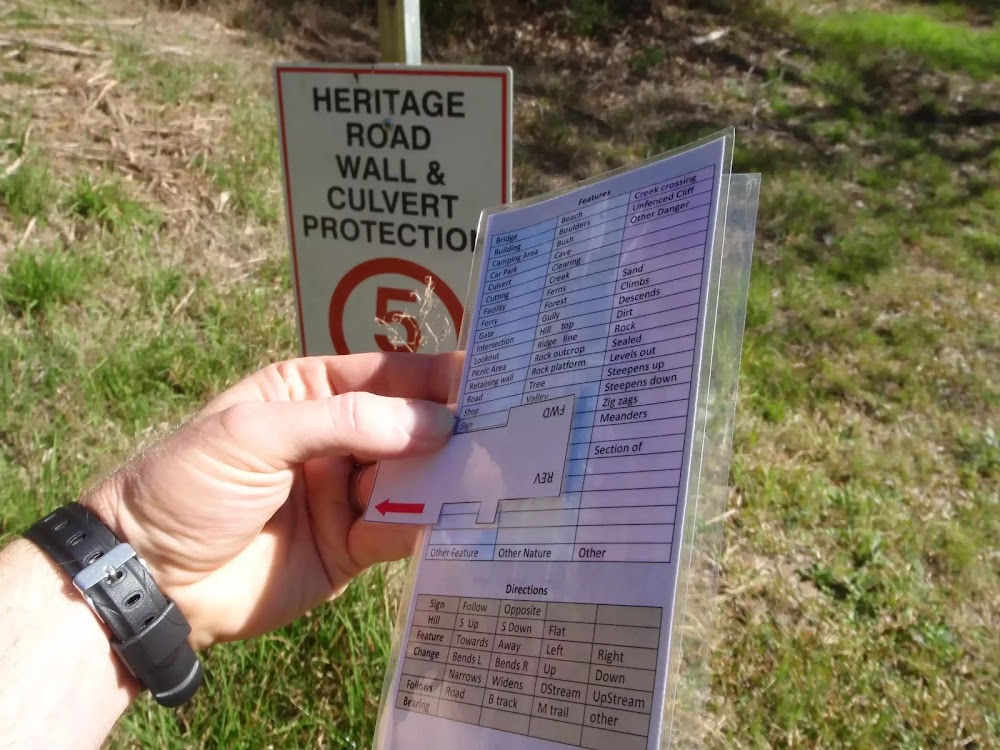 HERITAGE
ROAD
WALL &
CULVERT
PROTECTION
5
Features
Bridge
Building
Camping Area
Car Park
Culvert
Cutting
Facility
Ferry
Gate
Intersection
Lookout
Picnic Area
Retaining wall
Road
Shop
Sign
Beach
Boulders
Bush
Cave
Clearing
Creek
Ferns
Forest
Gully
Hill top
Ridge line
Rock outcrop
Rock platform
Tree
Valley
Creek crossing
Unfenced Cliff
Other Danger
Sand
Climbs
Descends
Dirt
Rock
Sealed
Levels out
Steepens up
Steepens down
Zig zags
Meanders
Section of
FWD
REV
Other Feature Other Nature Other
Directions
Sign Follow Opposite
Hill S Up S Down Flat
Feature Towards Away Left Right
Change Bends L Bends R Up Down
Narrows Widens DStream UpStream
Follows Road B track M trail other
Bearing